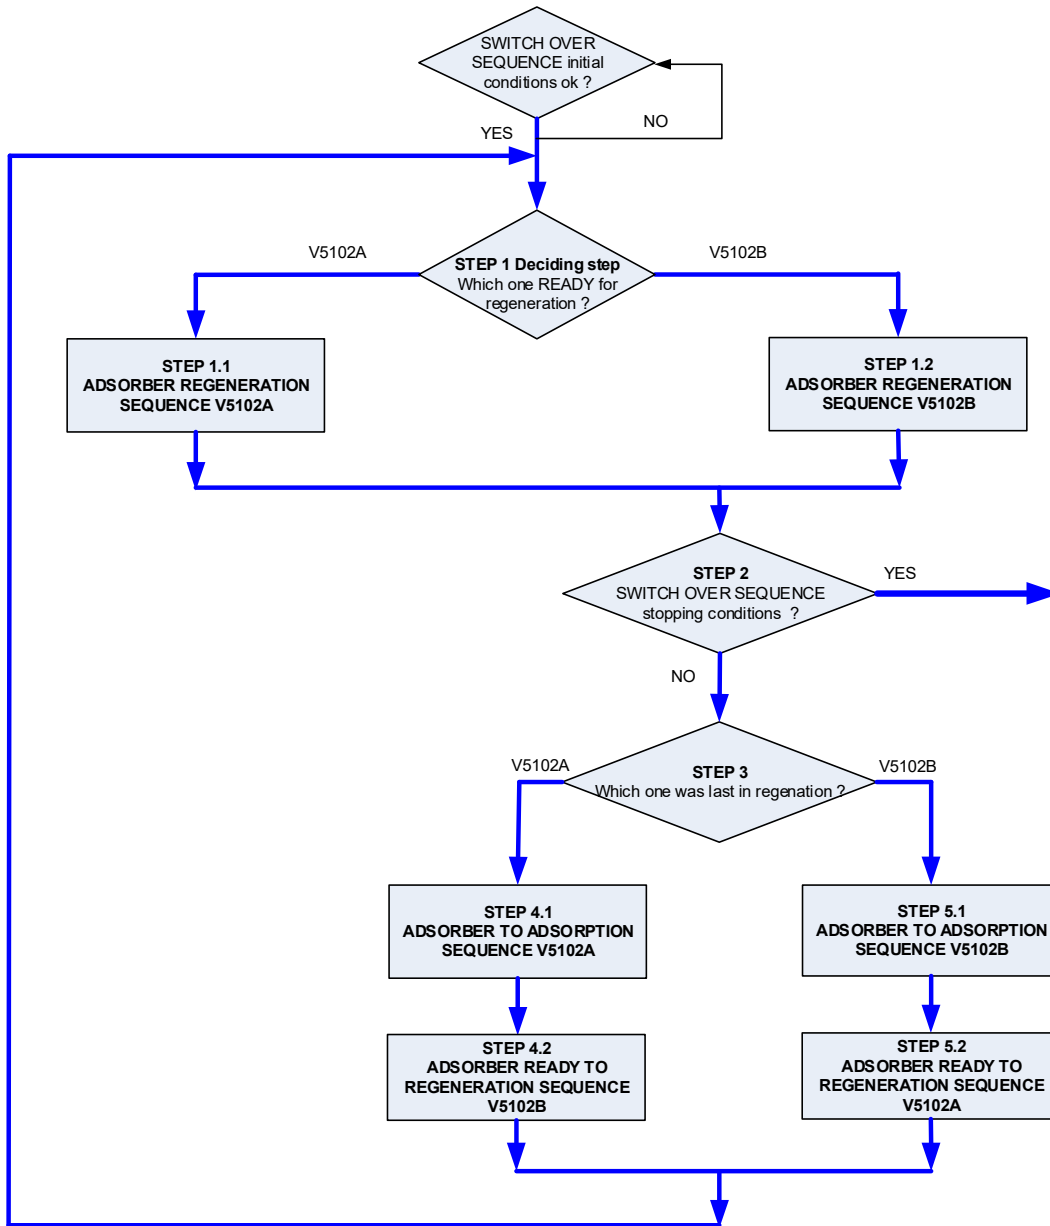 SWITCH OVER
SEQUENCE initial
conditions ok ?
YES
NO
V5102A
V5102B
STEP 1 Deciding step
Which one READY for
regeneration ?
STEP 1.1
ADSORBER REGENERATION
SEQUENCE V5102A
STEP 1.2
ADSORBER REGENERATION
SEQUENCE V5102B
STEP 2
SWITCH OVER SEQUENCE
stopping conditions ?
YES
NO
V5102A
V5102B
STEP 3
Which one was last in regenation ?
STEP 4.1
ADSORBER TO ADSORPTION
SEQUENCE V5102A
STEP 5.1
ADSORBER TO ADSORPTION
SEQUENCE V5102B
STEP 4.2
ADSORBER READY TO
REGENERATION SEQUENCE
V5102B
STEP 5.2
ADSORBER READY TO
REGENERATION SEQUENCE
V5102A